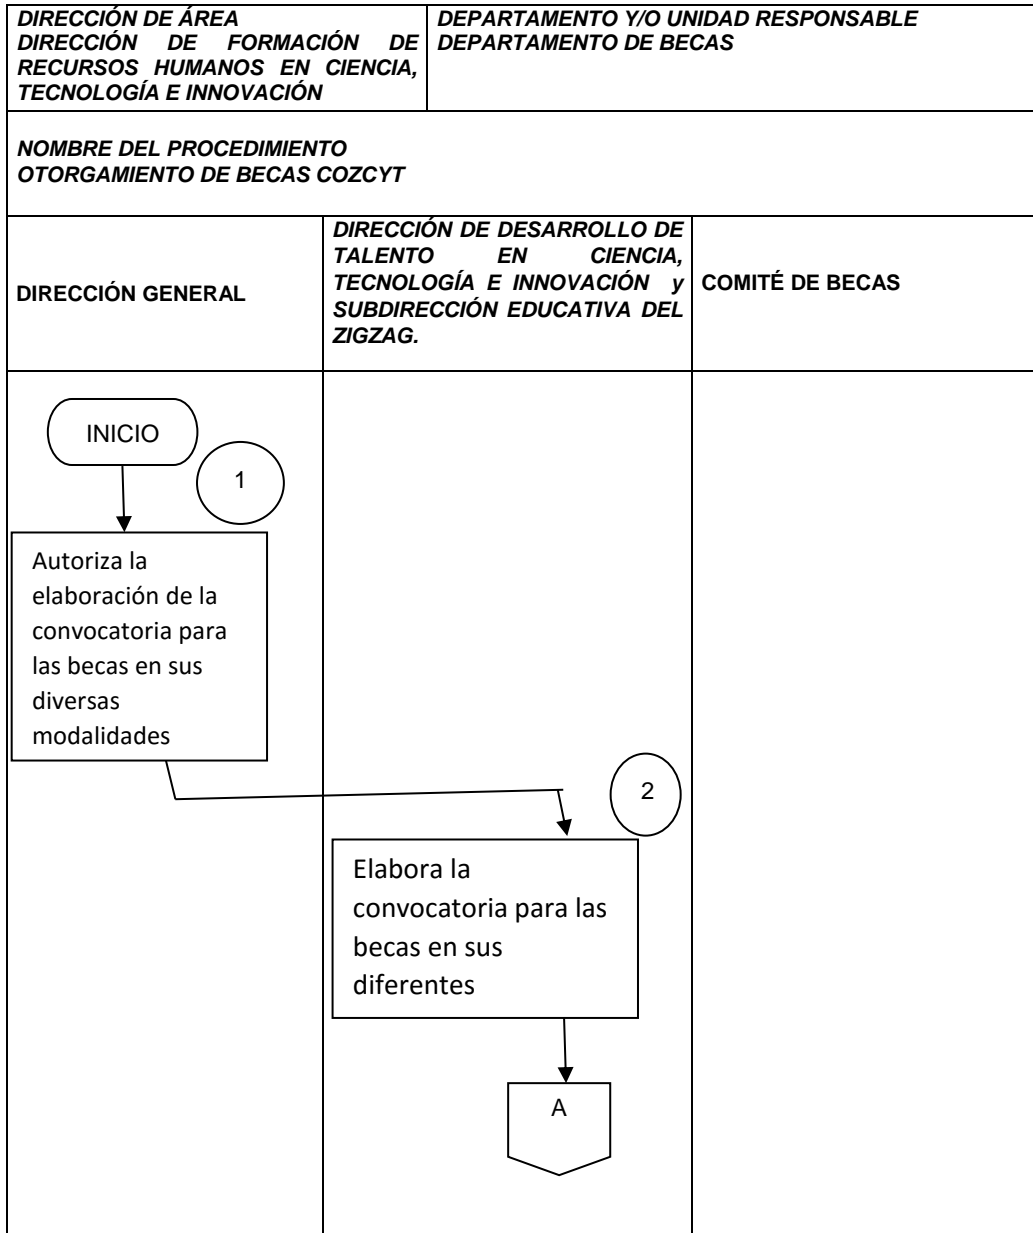 DIRECCIÓN DE ÁREA
DIRECCIÓN DE FORMACIÓN DE
RECURSOS HUMANOS EN CIENCIA,
TECNOLOGÍA E INNOVACIÓN
DEPARTAMENTO Y/O UNIDAD RESPONSABLE
DEPARTAMENTO DE BECAS
NOMBRE DEL PROCEDIMIENTO
OTORGAMIENTO DE BECAS COZCYT
DIRECCIÓN GENERAL
DIRECCIÓN DE DESARROLLO DE
TALENTO EN CIENCIA,
TECNOLOGÍA E INNOVACIÓN y
SUBDIRECCIÓN EDUCATIVA DEL
ZIGZAG.
COMITÉ DE BECAS
INICIO
1
Autoriza la
elaboración de la
convocatoria para
las becas en sus
diversas
modalidades
2
Elabora la
convocatoria para las
becas en sus
diferentes
A